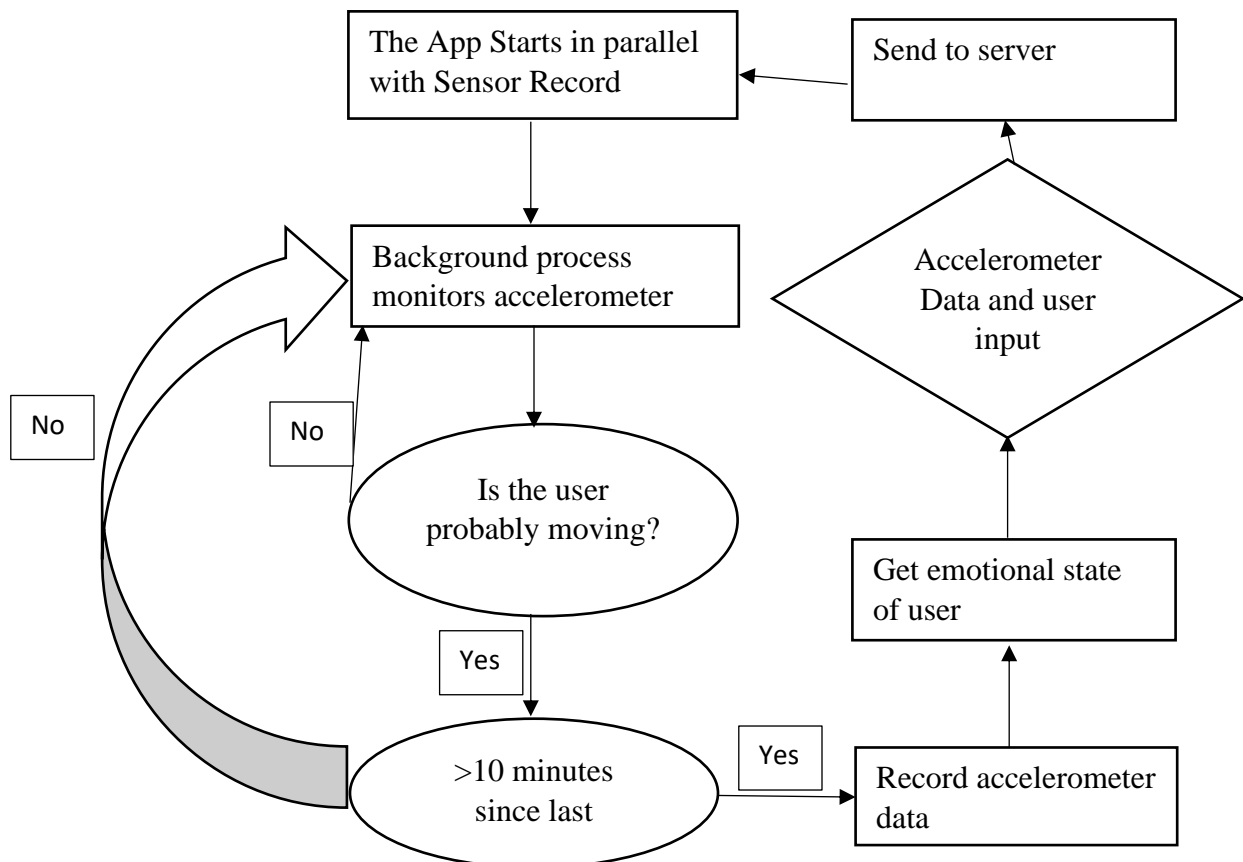 The App Starts in parallel
with Sensor Record
Send to server
Background process
monitors accelerometer
Accelerometer
Data and user
input
No
No
Is the user
probably moving?
Get emotional state
of user
Yes
>10 minutes
since last
Yes
Record accelerometer
data